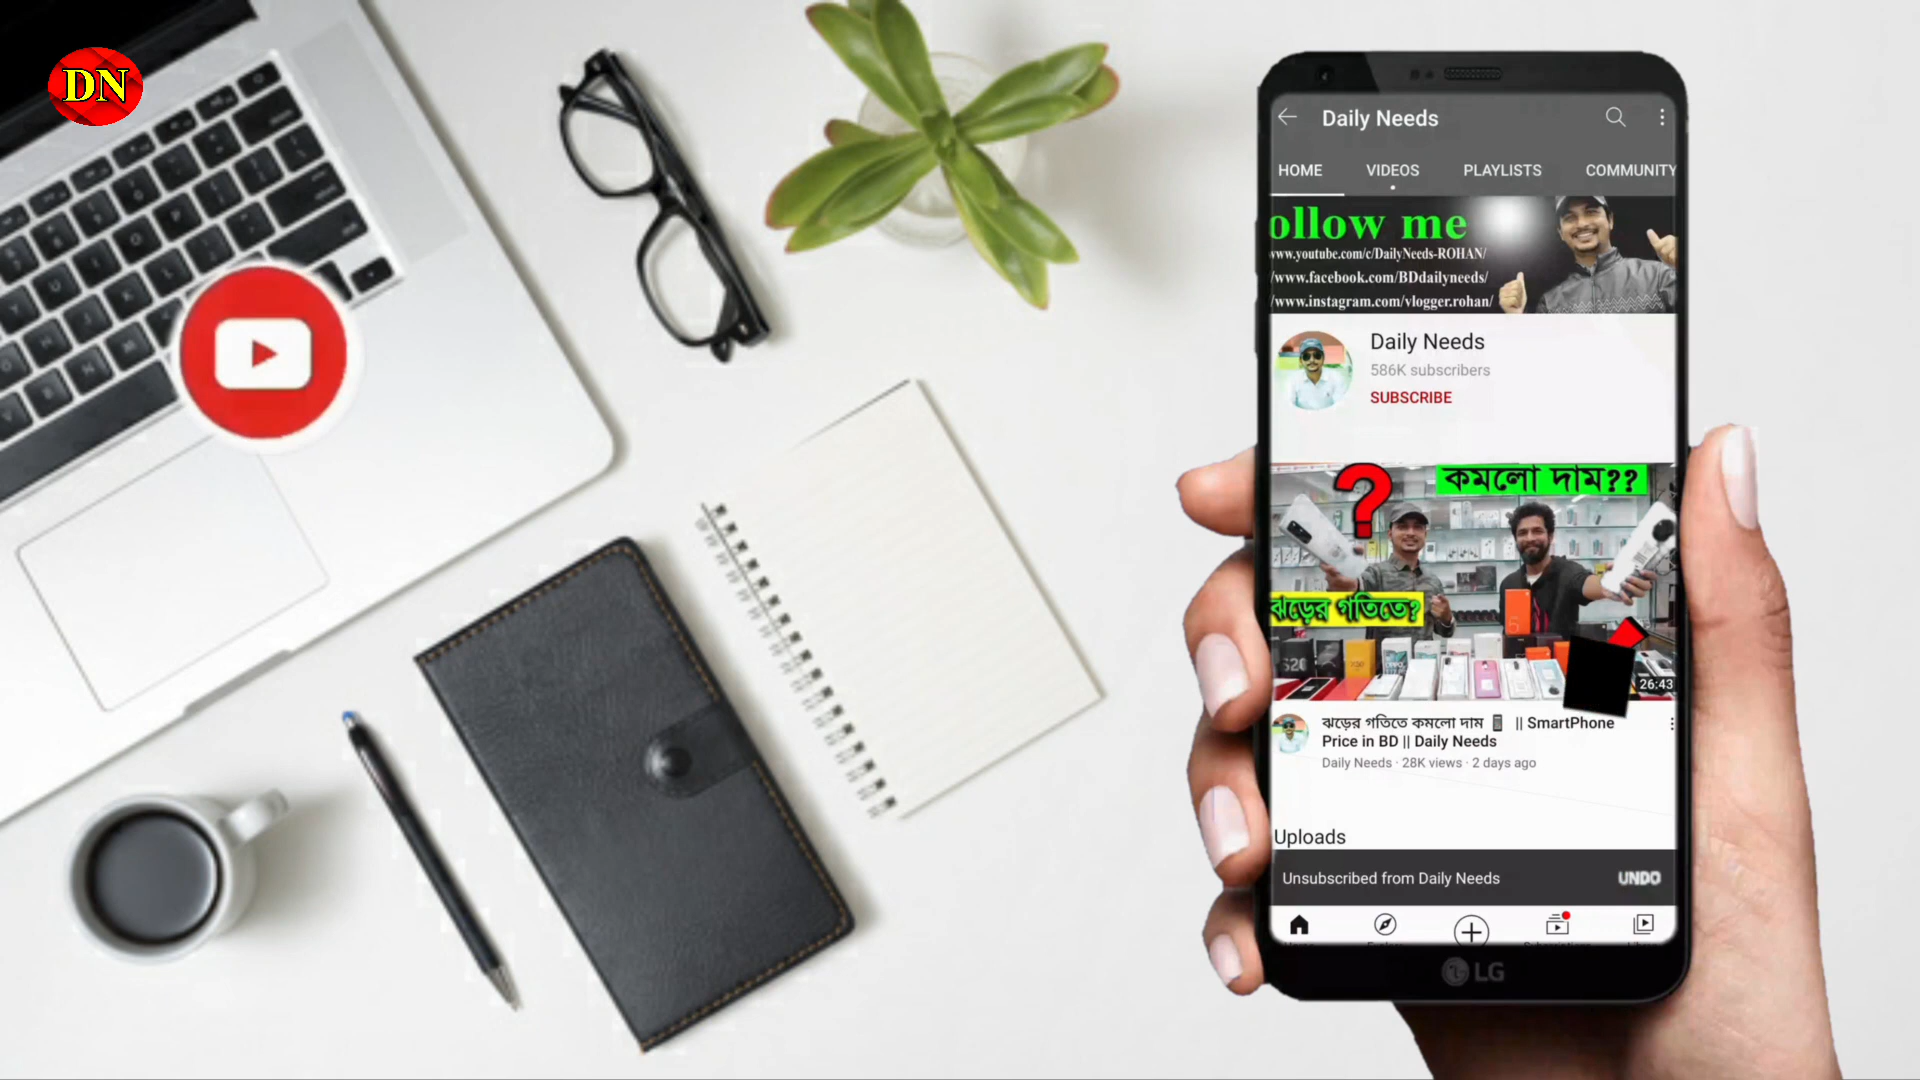 DN
Daily Needs
HOME VIDEOS PLAYLISTS COMMUNITY
ollow me
www.youtube.com/c/DailyNeeds-ROHAN/
/www.facebook.com/BDdailyneeds/
/www.instagram.com/vlogger.rohan/
Daily Needs
586K subscribers
SUBSCRIBE
কমলো দাম??
?
ঝড়ের গতিতে?
S20
26:43
ঝড়ের গতিতে কমলো দাম 📱 || SmartPhone
Price in BD || Daily Needs
Daily Needs · 28K views · 2 days ago
Uploads
Unsubscribed from Daily Needs UNDO
LG